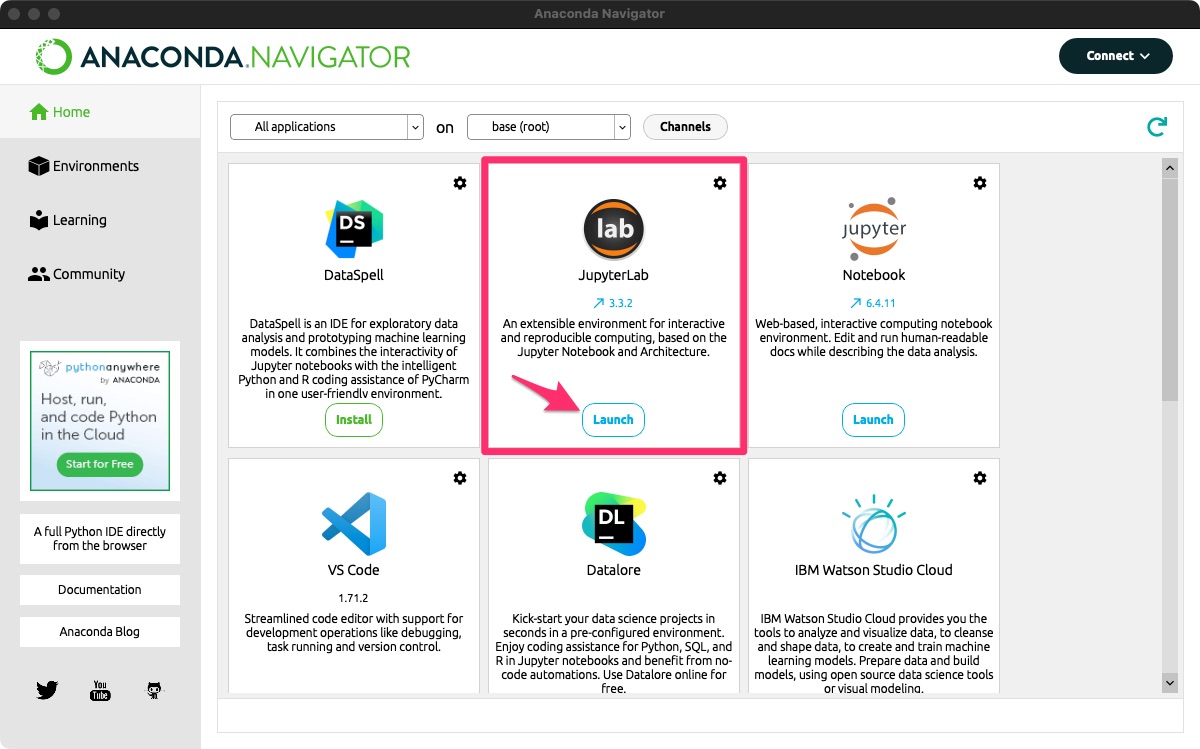 Anaconda Navigator
ANACONDA.NAVIGATOR
Connect
Home
Environments
Learning
Community
pythonanywhere
by ANACONDA
Host, run,
and code Python
in the Cloud
Start for Free
A full Python IDE directly
from the browser
Documentation
Anaconda Blog
You
Tube
All applications
on
base (root)
Channels
DS
DataSpell
DataSpell is an IDE for exploratory data
analysis and prototyping machine learning
models. It combines the interactivity of
Jupyter notebooks with the intelligent
Python and R coding assistance of PyCharm
in one user-friendly environment.
Install
lab
JupyterLab
3.3.2
An extensible environment for interactive
and reproducible computing, based on the
Jupyter Notebook and Architecture.
Launch
jupyter
Notebook
6.4.11
Web-based, interactive computing notebook
environment. Edit and run human-readable
docs while describing the data analysis.
Launch
VS Code
1.71.2
Streamlined code editor with support for
development operations like debugging,
task running and version control.
DL
Datalore
Kick-start your data science projects in
seconds in a pre-configured environment.
Enjoy coding assistance for Python, SQL, and
R in Jupyter notebooks and benefit from no-
code automations. Use Datalore online for
free.
IBM Watson Studio Cloud
IBM Watson Studio Cloud provides you the
tools to analyze and visualize data, to cleanse
and shape data, to create and train machine
learning models. Prepare data and build
models, using open source data science tools
or visual modeling.